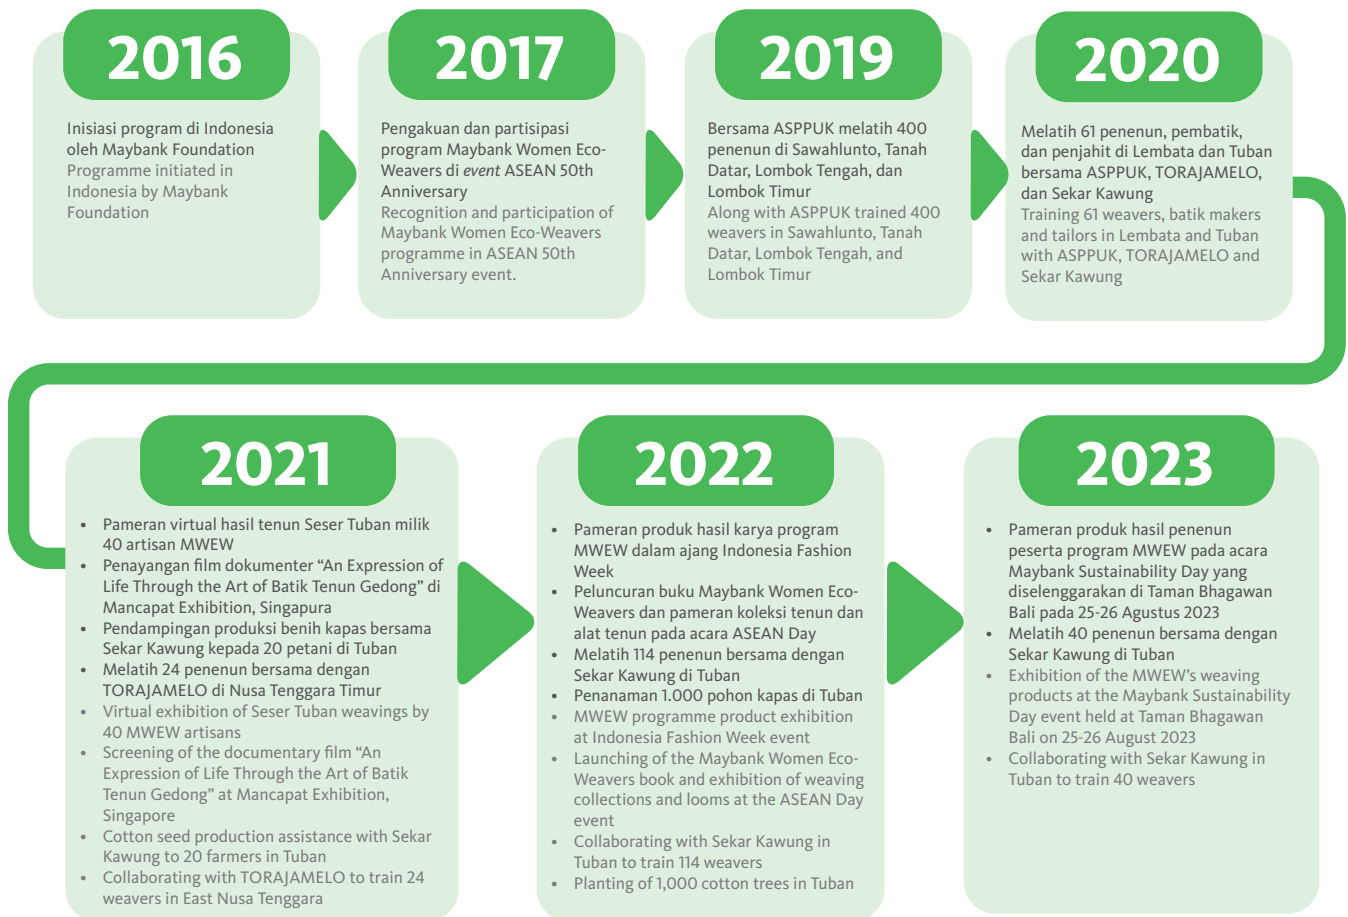 2016
Inisiasi program di Indonesia
oleh Maybank Foundation
Programme initiated in
Indonesia by Maybank
Foundation
2017
Pengakuan dan partisipasi
program Maybank Women Eco-
Weavers di event ASEAN 50th
Anniversary
Recognition and participation of
Maybank Women Eco-Weavers
programme in ASEAN 50th
Anniversary event.
2019
Bersama ASPPUK melatih 400
penenun di Sawahlunto, Tanah
Datar, Lombok Tengah, dan
Lombok Timur
Along with ASPPUK trained 400
weavers in Sawahlunto, Tanah
Datar, Lombok Tengah, and
Lombok Timur
2020
Melatih 61 penenun, pembatik,
dan penjahit di Lembata dan Tuban
bersama ASPPUK, TORAJAMELO,
dan Sekar Kawung
Training 61 weavers, batik makers
and tailors in Lembata and Tuban
with ASPPUK, TORAJAMELO and
Sekar Kawung
2021
• Pameran virtual hasil tenun Seser Tuban milik
40 artisan MWEW
• Penayangan film dokumenter “An Expression of
Life Through the Art of Batik Tenun Gedong” di
Mancapat Exhibition, Singapura
• Pendampingan produksi benih kapas bersama
Sekar Kawung kepada 20 petani di Tuban
• Melatih 24 penenun bersama dengan
TORAJAMELO di Nusa Tenggara Timur
• Virtual exhibition of Seser Tuban weavings by
40 MWEW artisans
• Screening of the documentary film “An
Expression of Life Through the Art of Batik
Tenun Gedong” at Mancapat Exhibition,
Singapore
• Cotton seed production assistance with Sekar
Kawung to 20 farmers in Tuban
• Collaborating with TORAJAMELO to train 24
weavers in East Nusa Tenggara
2022
• Pameran produk hasil karya program
MWEW dalam ajang Indonesia Fashion
Week
• Peluncuran buku Maybank Women Eco-
Weavers dan pameran koleksi tenun dan
alat tenun pada acara ASEAN Day
• Melatih 114 penenun bersama dengan
Sekar Kawung di Tuban
• Penanaman 1.000 pohon kapas di Tuban
• MWEW programme product exhibition
at Indonesia Fashion Week event
• Launching of the Maybank Women Eco-
Weavers book and exhibition of weaving
collections and looms at the ASEAN Day
event
• Collaborating with Sekar Kawung in
Tuban to train 114 weavers
• Planting of 1,000 cotton trees in Tuban
2023
• Pameran produk hasil penenun
peserta program MWEW pada acara
Maybank Sustainability Day yang
diselenggarakan di Taman Bhagawan
Bali pada 25-26 Agustus 2023
• Melatih 40 penenun bersama dengan
Sekar Kawung di Tuban
• Exhibition of the MWEW’s weaving
products at the Maybank Sustainability
Day event held at Taman Bhagawan
Bali on 25-26 August 2023
• Collaborating with Sekar Kawung in
Tuban to train 40 weavers